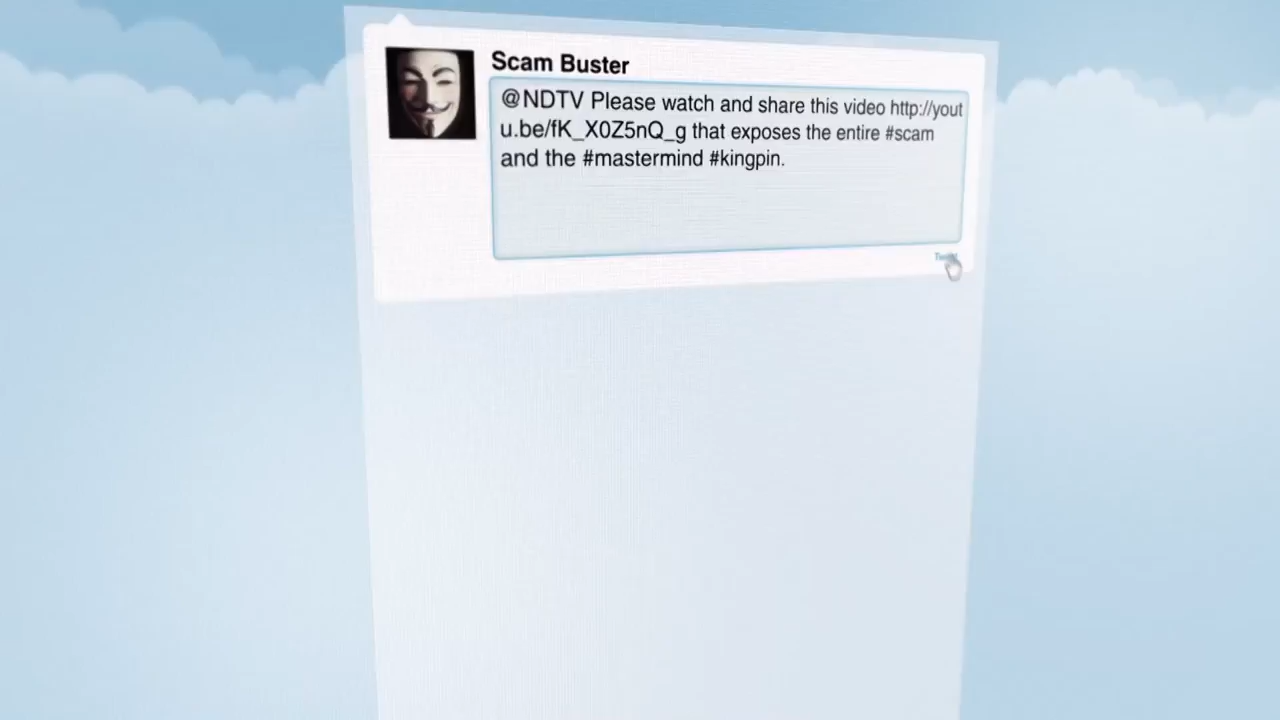 Scam Buster
@NDTV Please watch and share this video http://yout
u.be/fK_X0Z5nQ_g that exposes the entire #scam
and the #mastermind #kingpin.